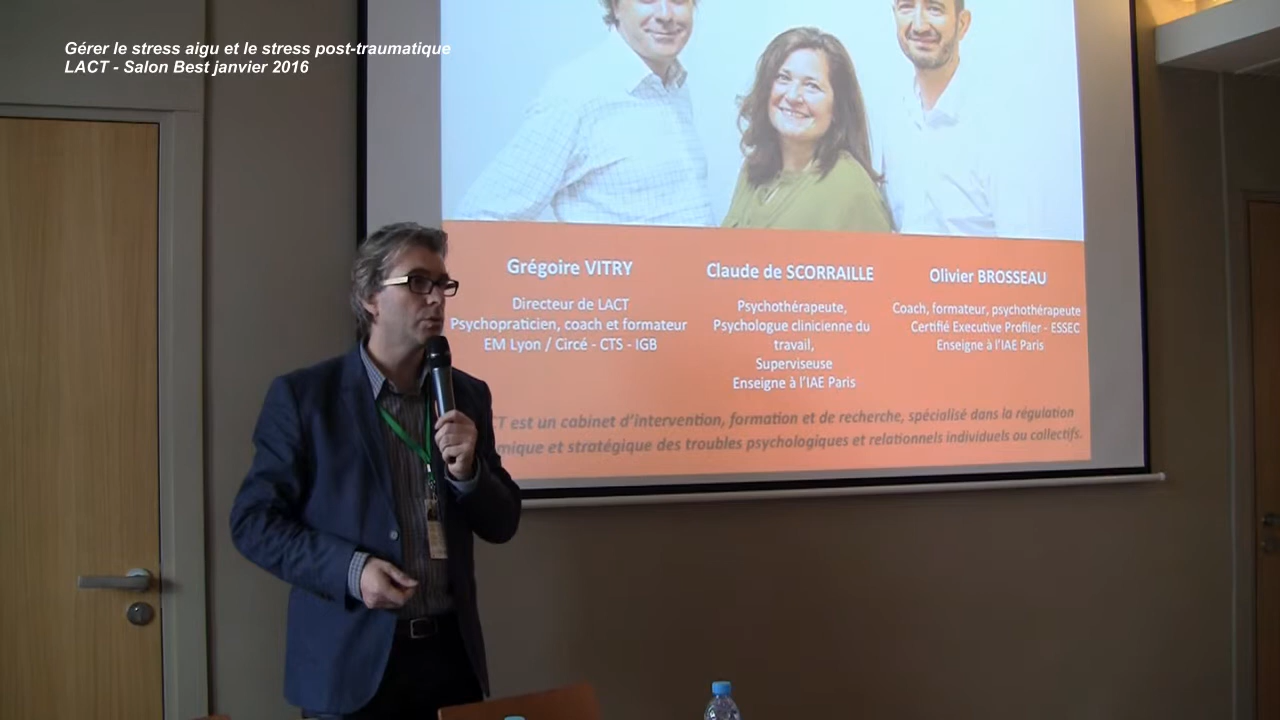 Gérer le stress aigu et le stress post-traumatique
LACT - Salon Best janvier 2016
Grégoire VITRY
Directeur de LACT
Psychopraticien, coach et formateur
EM Lyon / Circé - CTS - IGB
Claude de SCORRAILLE
Psychothérapeute,
Psychologue clinicienne du
travail,
Superviseuse
Enseigne à l'IAE Paris
Olivier BROSSEAU
Coach, formateur, psychothérapeute
Certifié Executive Profiler - ESSEC
Enseigne à l'IAE Paris
CT est un cabinet d'intervention, formation et de recherche, spécialisé dans la régulation
mique et stratégique des troubles psychologiques et relationnels individuels ou collectifs.